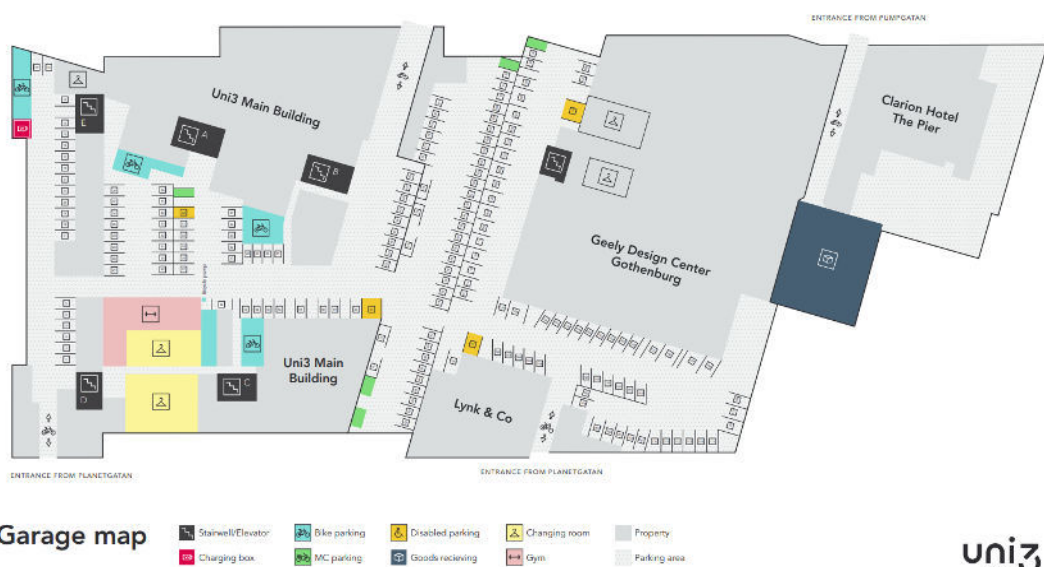 ENTRANCE FROM PUMPGATAN
Uni3 Main Building
Clarion Hotel
The Pier
E
A
B
Geely Design Center
Gothenburg
Bicycle pump
Uni3 Main
Building
Lynk & Co
D
C
ENTRANCE FROM PLANETGATAN
ENTRANCE FROM PLANETGATAN
Garage map
Stairwell/Elevator
Bike parking
Disabled parking
Changing room
Property
Charging box
MC parking
Goods recieving
Gym
Parking area
uni3